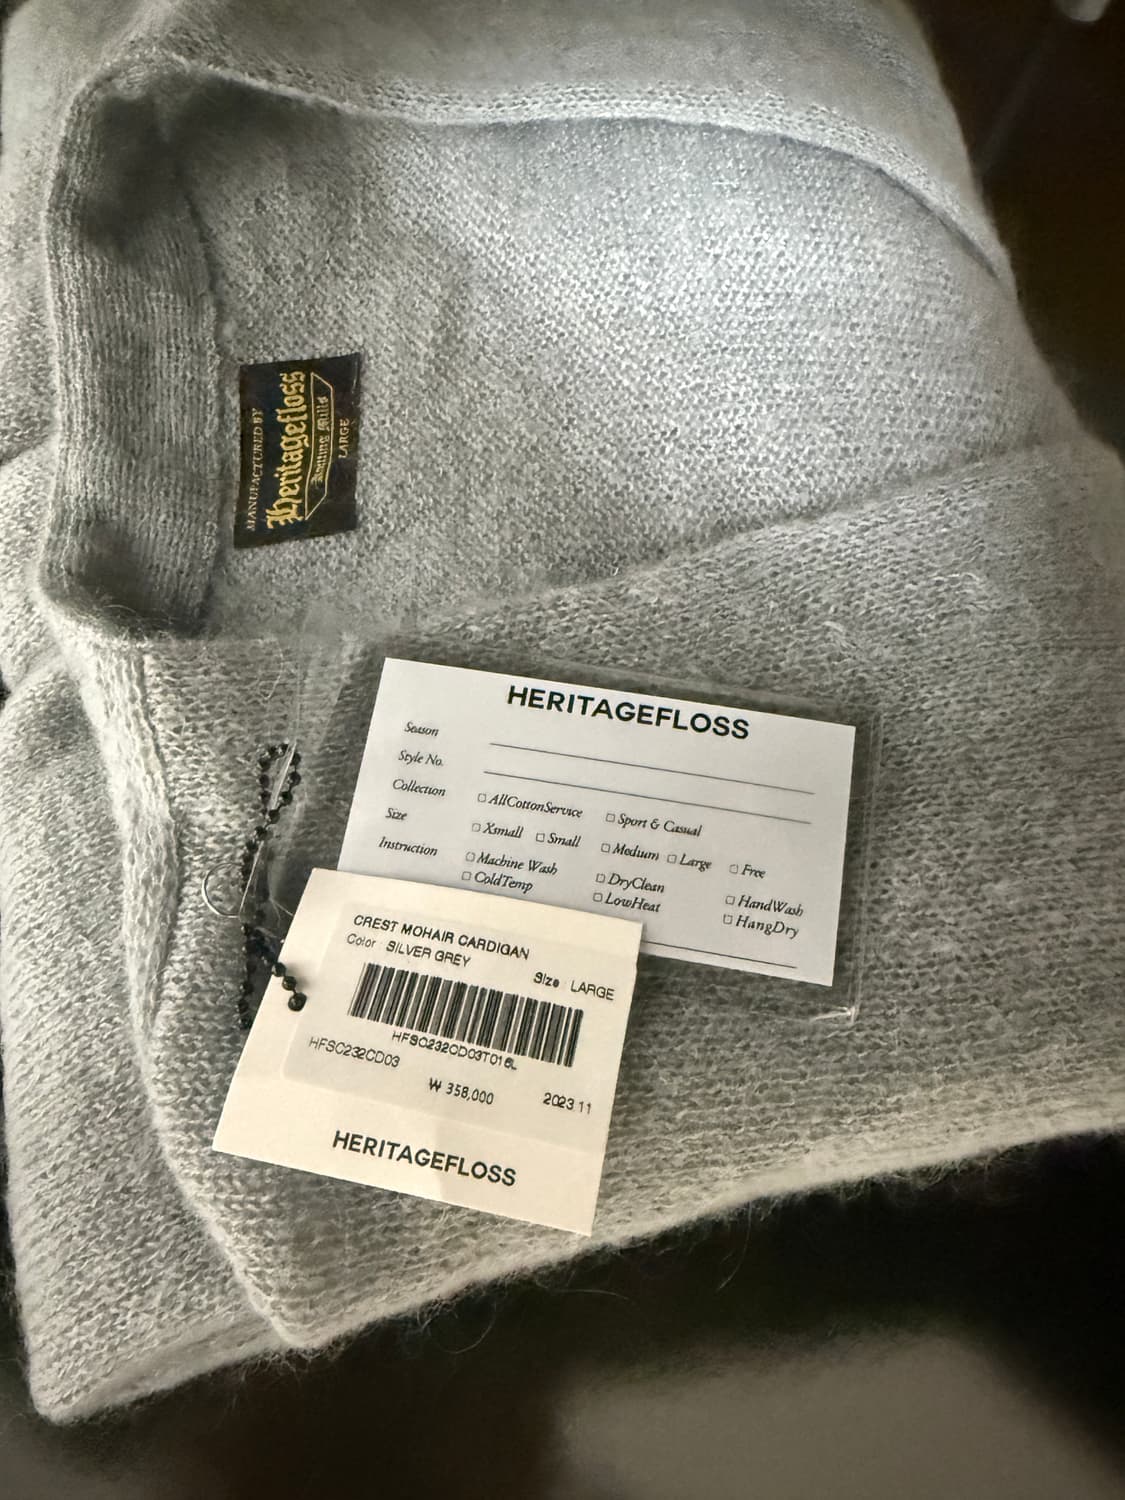 MANUFACTURED BY
Heritagefloss
Knitting Mills
LARGE
HERITAGEFLOSS
Season
Style No.
Collection □ AllCottonService □ Sport & Casual
Size □ Xsmall □ Small □ Medium □ Large □ Free
Instruction □ Machine Wash □ DryClean □ HandWash
□ ColdTemp □ LowHeat □ HangDry
CREST MOHAIR CARDIGAN
Color SILVER GREY
Size LARGE
HFSC232CD03T016L
HFSC232CD03
₩ 358,000
2023.11
HERITAGEFLOSS